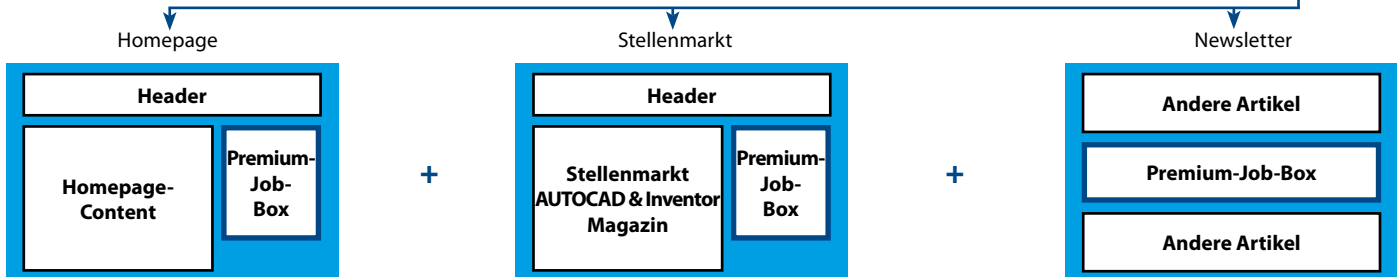 Homepage
Header
Homepage-
Content
Premium-
Job-
Box
+
Stellenmarkt
Header
Stellenmarkt
AUTOCAD & Inventor
Magazin
Premium-
Job-
Box
+
Newsletter
Andere Artikel
Premium-Job-Box
Andere Artikel